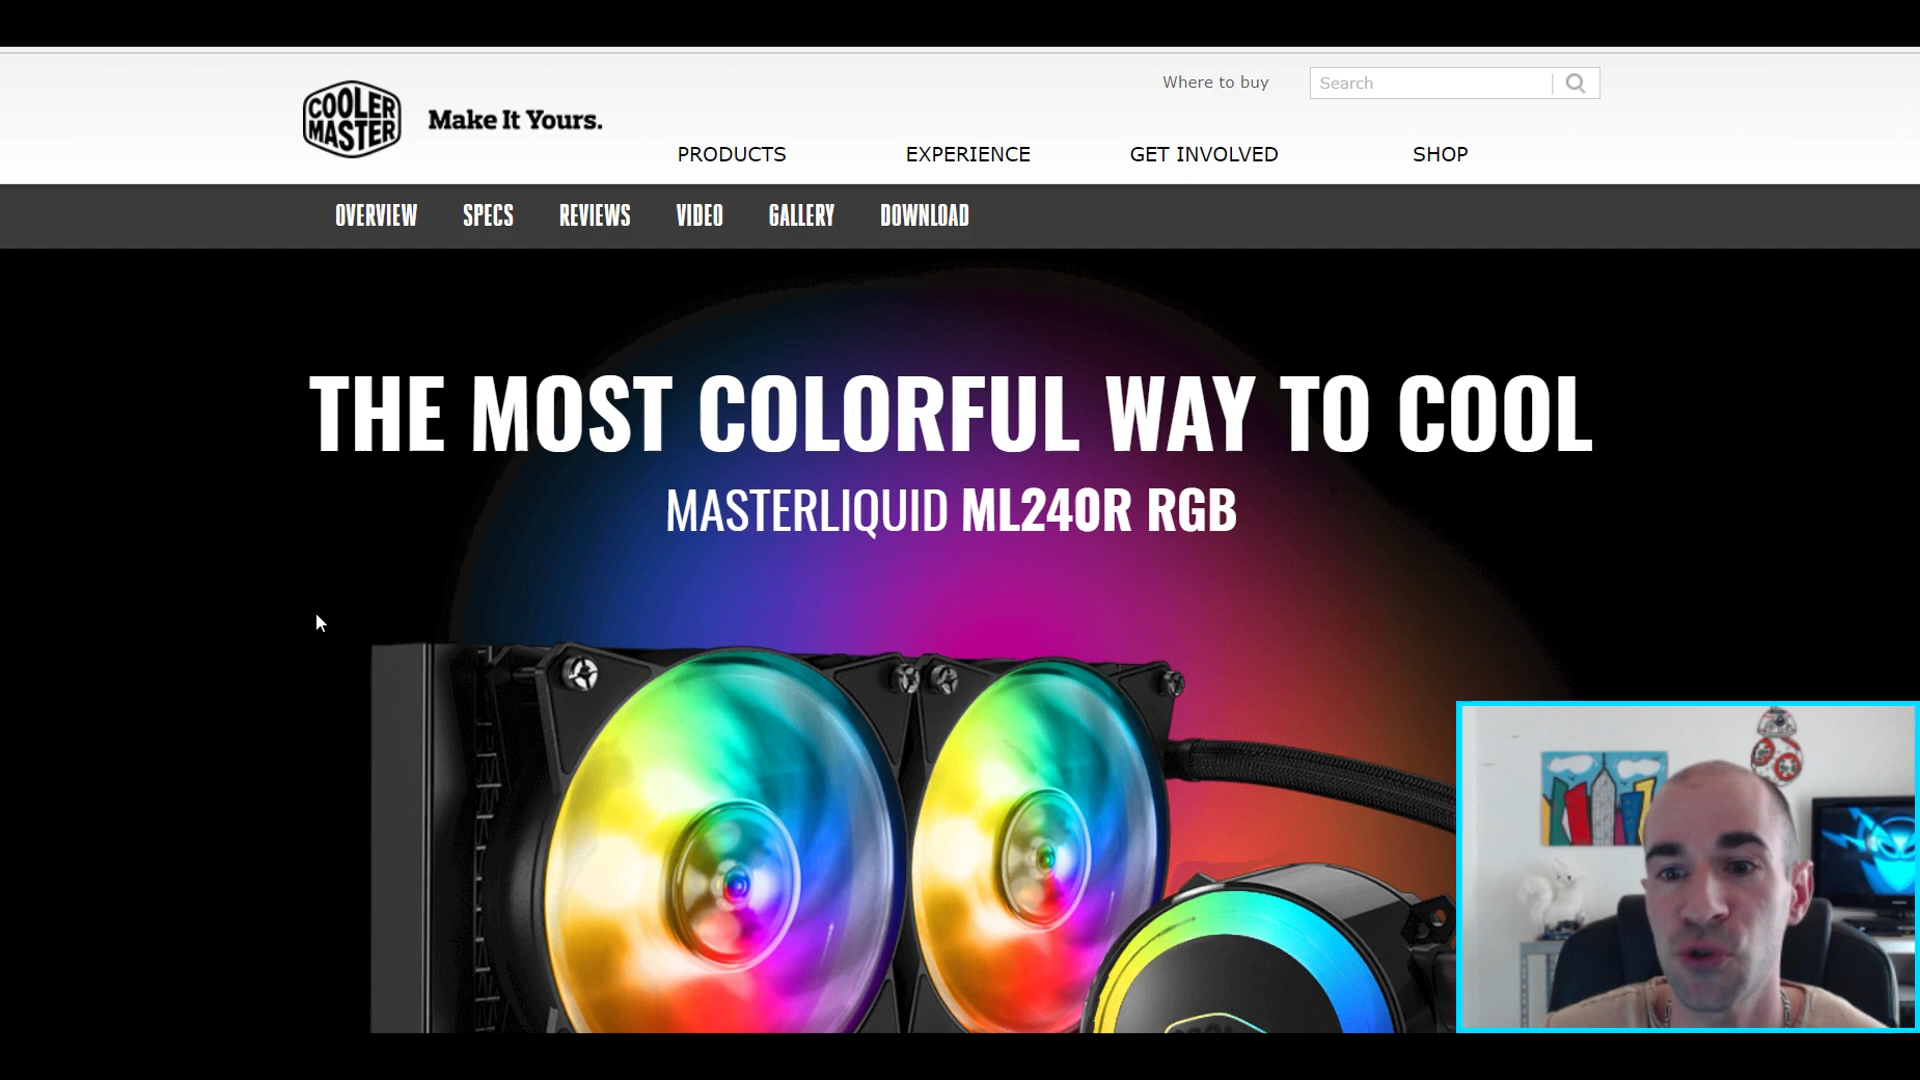 Where to buy
Search
COOLER
MASTER
Make It Yours.
PRODUCTS EXPERIENCE GET INVOLVED SHOP
OVERVIEW SPECS REVIEWS VIDEO GALLERY DOWNLOAD
THE MOST COLORFUL WAY TO COOL
MASTERLIQUID ML240R RGB